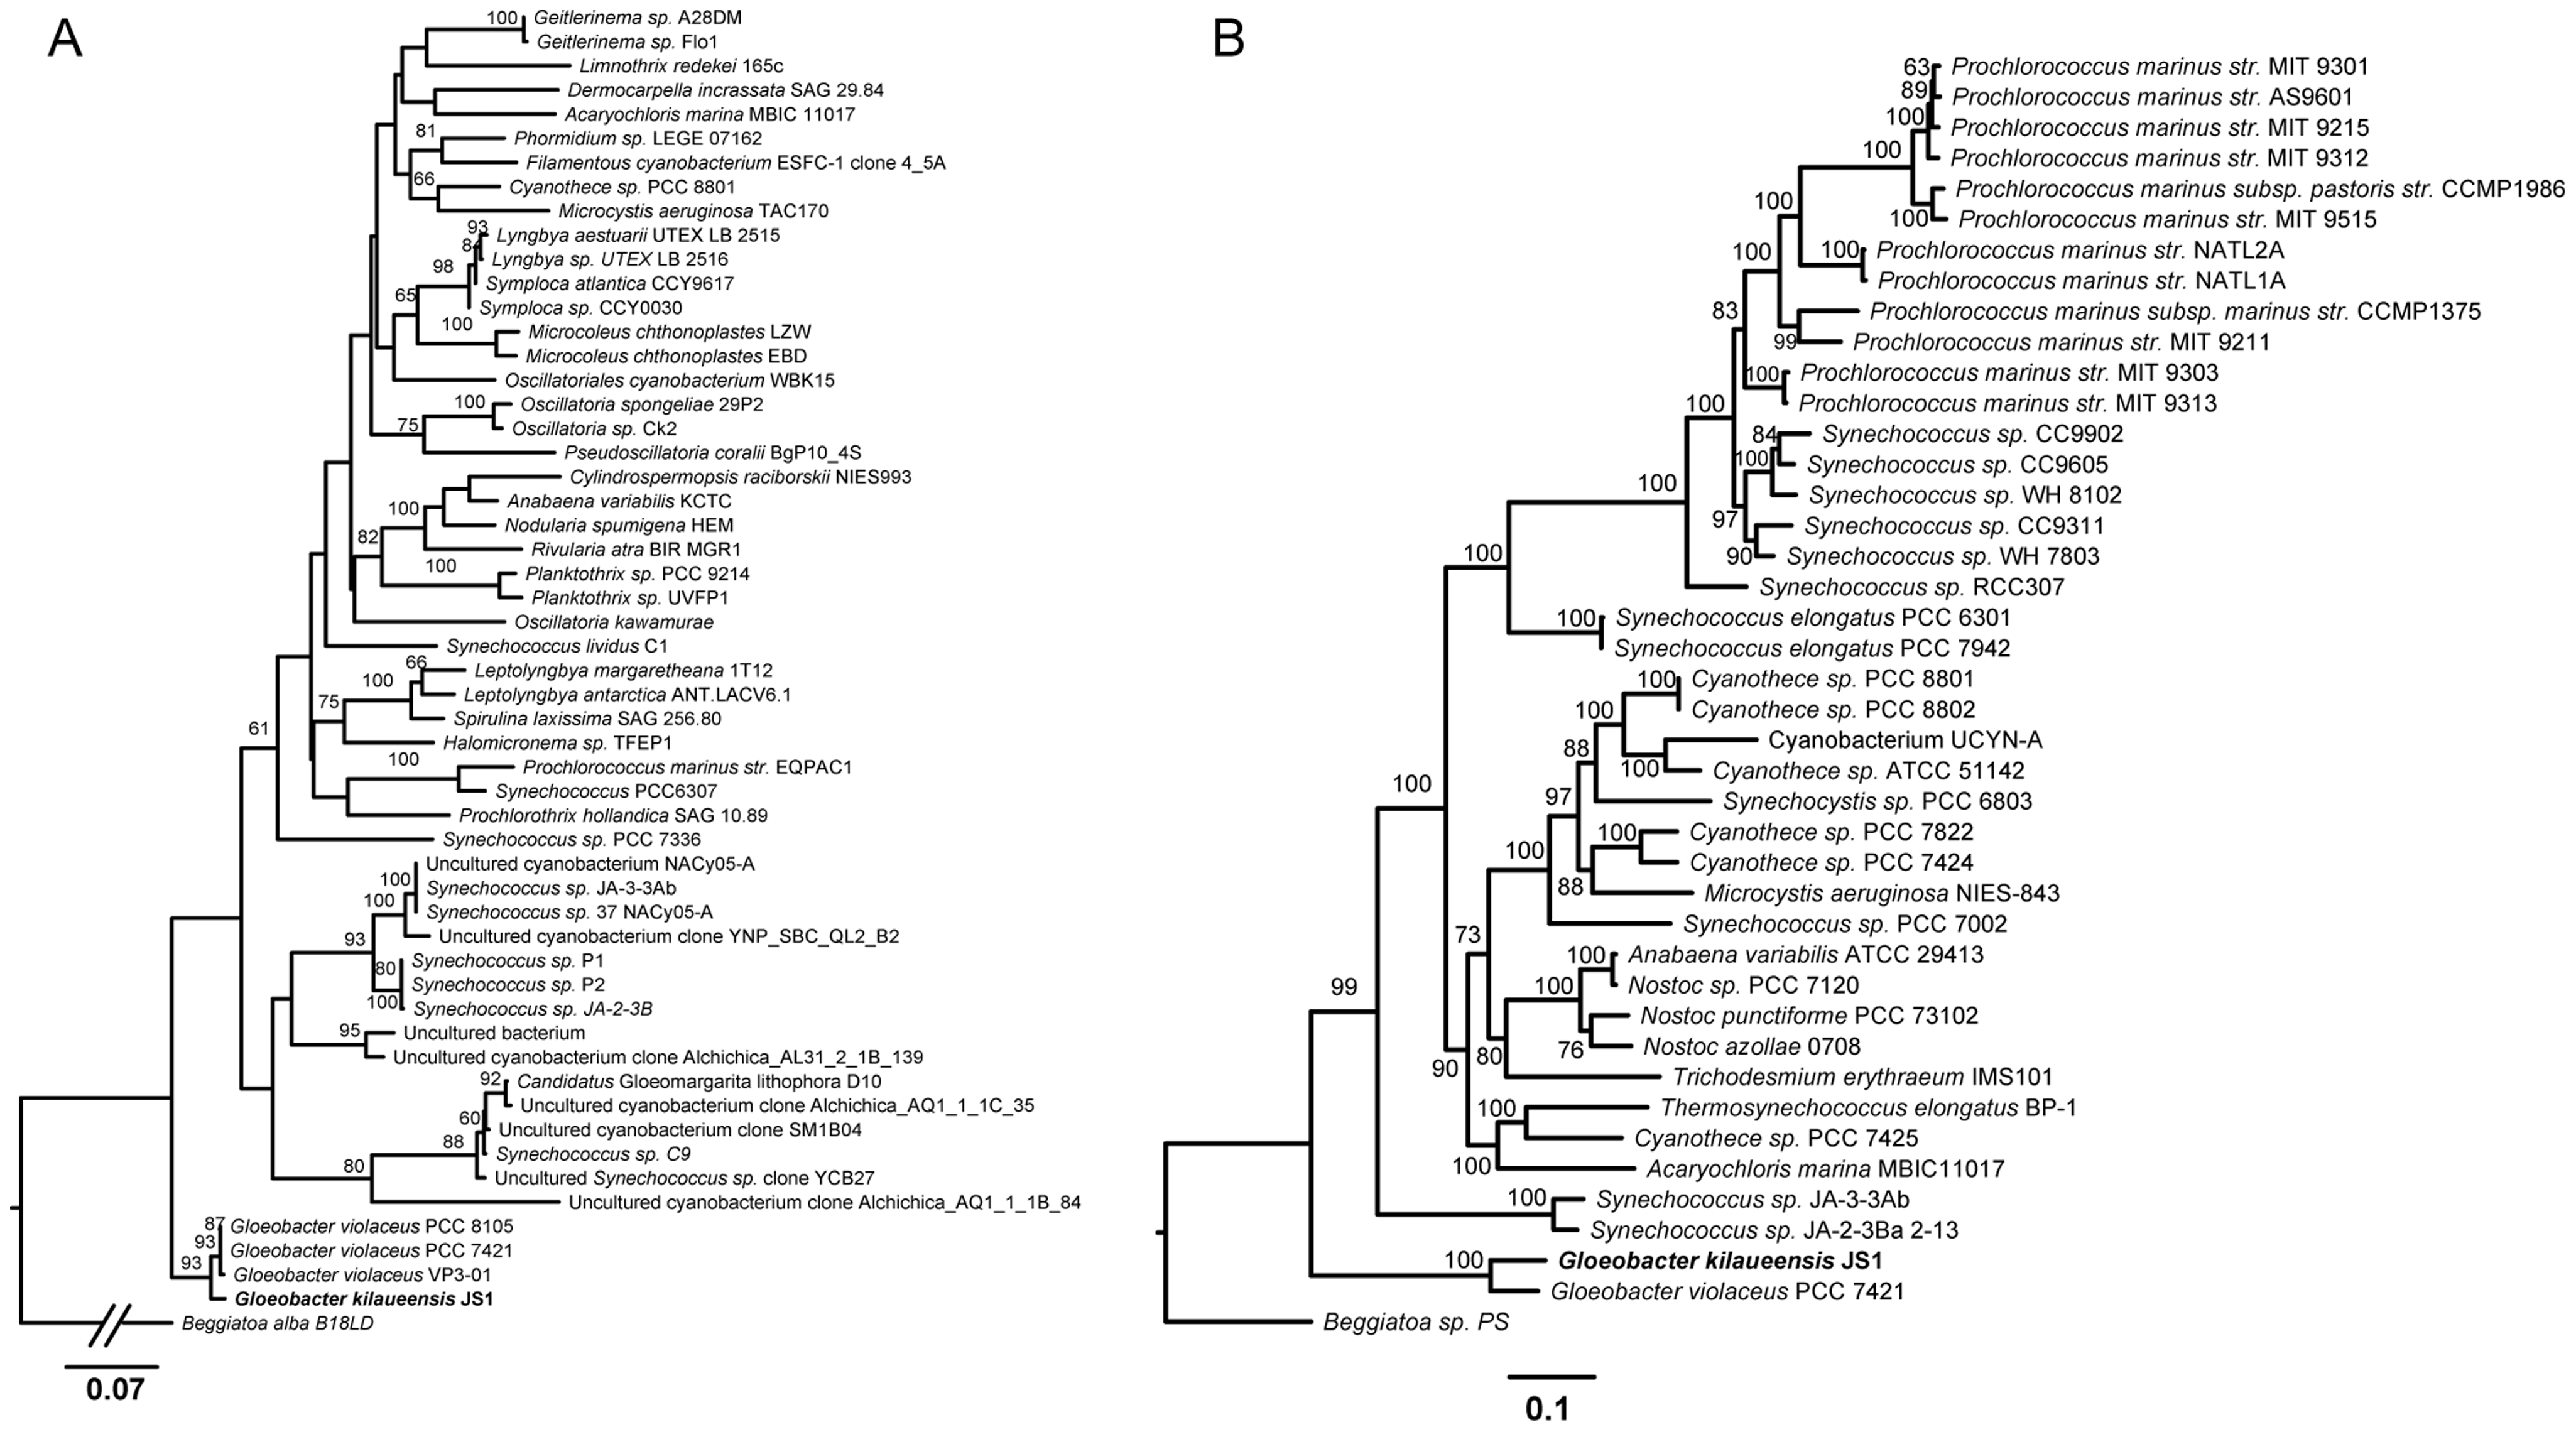 A
100
Geitlerinema sp. A28DM
Geitlerinema sp. Flo1
Limnothrix redekei 165c
Dermocarpella incrassata SAG 29.84
Acaryochloris marina MBIC 11017
81
Phormidium sp. LEGE 07162
Filamentous cyanobacterium ESFC-1 clone 4_5A
66
Cyanothece sp. PCC 8801
Microcystis aeruginosa TAC170
93
Lyngbya aestuarii UTEX LB 2515
84
Lyngbya sp. UTEX LB 2516
98
Symploca atlantica CCY9617
65
Symploca sp. CCY0030
100
Microcoleus chthonoplastes LZW
Microcoleus chthonoplastes EBD
Oscillatoriales cyanobacterium WBK15
100
Oscillatoria spongeliae 29P2
75
Oscillatoria sp. Ck2
Pseudoscillatoria coralii BgP10_4S
Cylindrospermopsis raciborskii NIES993
100
Anabaena variabilis KCTC
Nodularia spumigena HEM
82
Rivularia atra BIR MGR1
100
Planktothrix sp. PCC 9214
Planktothrix sp. UVFP1
Oscillatoria kawamurae
Synechococcus lividus C1
66
Leptolyngbya margaretheana 1T12
100
Leptolyngbya antarctica ANT.LACV6.1
75
Spirulina laxissima SAG 256.80
61
Halomicronema sp. TFEP1
100
Prochlorococcus marinus str. EQPAC1
Synechococcus PCC6307
Prochlorothrix hollandica SAG 10.89
Synechococcus sp. PCC 7336
Uncultured cyanobacterium NACy05-A
100
Synechococcus sp. JA-3-3Ab
100
Synechococcus sp. 37 NACy05-A
93
Uncultured cyanobacterium clone YNP_SBC_QL2_B2
80
Synechococcus sp. P1
Synechococcus sp. P2
100
Synechococcus sp. JA-2-3B
95
Uncultured bacterium
Uncultured cyanobacterium clone Alchichica_AL31_2_1B_139
92
Candidatus Gloeomargarita lithophora D10
Uncultured cyanobacterium clone Alchichica_AQ1_1_1C_35
60
Uncultured cyanobacterium clone SM1B04
88
Synechococcus sp. C9
80
Uncultured Synechococcus sp. clone YCB27
Uncultured cyanobacterium clone Alchichica_AQ1_1_1B_84
87
Gloeobacter violaceus PCC 8105
93
Gloeobacter violaceus PCC 7421
93
Gloeobacter violaceus VP3-01
Gloeobacter kilaueensis JS1
Beggiatoa alba B18LD
0.07
B
63
Prochlorococcus marinus str. MIT 9301
89
Prochlorococcus marinus str. AS9601
100
Prochlorococcus marinus str. MIT 9215
100
Prochlorococcus marinus str. MIT 9312
Prochlorococcus marinus subsp. pastoris str. CCMP1986
100
100
Prochlorococcus marinus str. MIT 9515
100
100
Prochlorococcus marinus str. NATL2A
Prochlorococcus marinus str. NATL1A
83
Prochlorococcus marinus subsp. marinus str. CCMP1375
99
Prochlorococcus marinus str. MIT 9211
100
Prochlorococcus marinus str. MIT 9303
100
Prochlorococcus marinus str. MIT 9313
84
Synechococcus sp. CC9902
100
Synechococcus sp. CC9605
100
Synechococcus sp. WH 8102
97
Synechococcus sp. CC9311
100
90
Synechococcus sp. WH 7803
Synechococcus sp. RCC307
100
Synechococcus elongatus PCC 6301
Synechococcus elongatus PCC 7942
100
Cyanothece sp. PCC 8801
100
Cyanothece sp. PCC 8802
88
Cyanobacterium UCYN-A
100
100
Cyanothece sp. ATCC 51142
97
Synechocystis sp. PCC 6803
100
100
Cyanothece sp. PCC 7822
Cyanothece sp. PCC 7424
88
Microcystis aeruginosa NIES-843
73
Synechococcus sp. PCC 7002
100
Anabaena variabilis ATCC 29413
99
100
Nostoc sp. PCC 7120
Nostoc punctiforme PCC 73102
76
Nostoc azollae 0708
90
80
Trichodesmium erythraeum IMS101
100
Thermosynechococcus elongatus BP-1
Cyanothece sp. PCC 7425
100
Acaryochloris marina MBIC11017
100
Synechococcus sp. JA-3-3Ab
Synechococcus sp. JA-2-3Ba 2-13
100
Gloeobacter kilaueensis JS1
Gloeobacter violaceus PCC 7421
Beggiatoa sp. PS
0.1